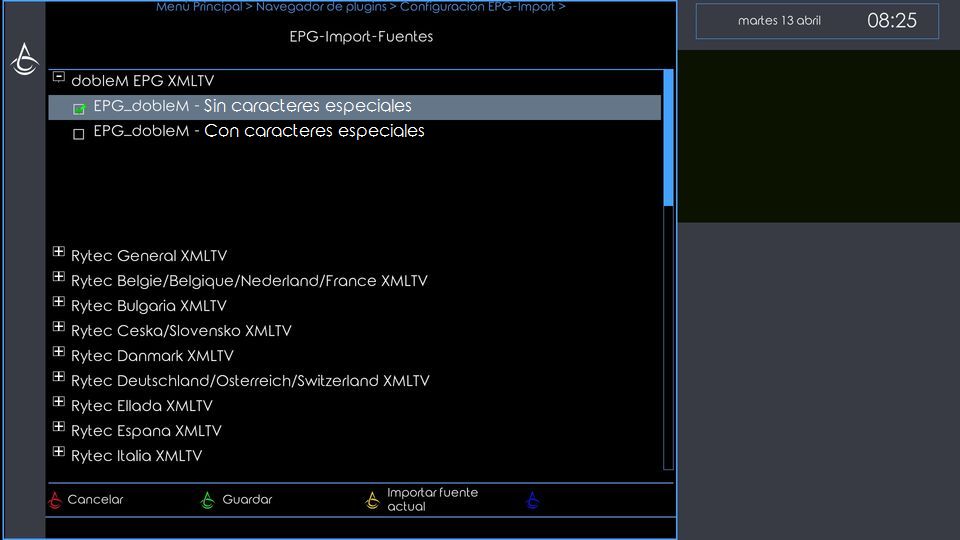 Menú Principal > Navegador de plugins > Configuración EPG-Import >
martes 13 abril
08:25
EPG-Import-Fuentes
dobleM EPG XMLTV
EPG_dobleM - Sin caracteres especiales
EPG_dobleM - Con caracteres especiales
Rytec General XMLTV
Rytec Belgie/Belgique/Nederland/France XMLTV
Rytec Bulgaria XMLTV
Rytec Ceska/Slovensko XMLTV
Rytec Danmark XMLTV
Rytec Deutschland/Osterreich/Switzerland XMLTV
Rytec Ellada XMLTV
Rytec Espana XMLTV
Rytec Italia XMLTV
Cancelar
Guardar
Importar fuente
actual